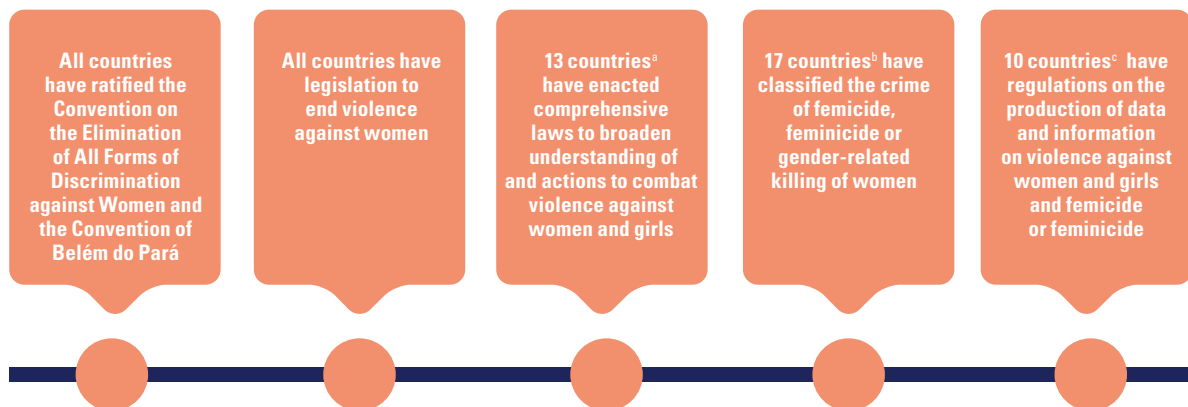 All countries
have ratified the
Convention on
the Elimination
of All Forms of
Discrimination
against Women and
the Convention of
Belém do Pará
All countries have
legislation to
end violence
against women
13 countriesᵃ
have enacted
comprehensive
laws to broaden
understanding of
and actions to combat
violence against
women and girls
17 countriesᵇ have
classified the crime
of femicide,
feminicide or
gender-related
killing of women
10 countriesᶜ have
regulations on the
production of data
and information
on violence against
women and girls
and femicide
or feminicide